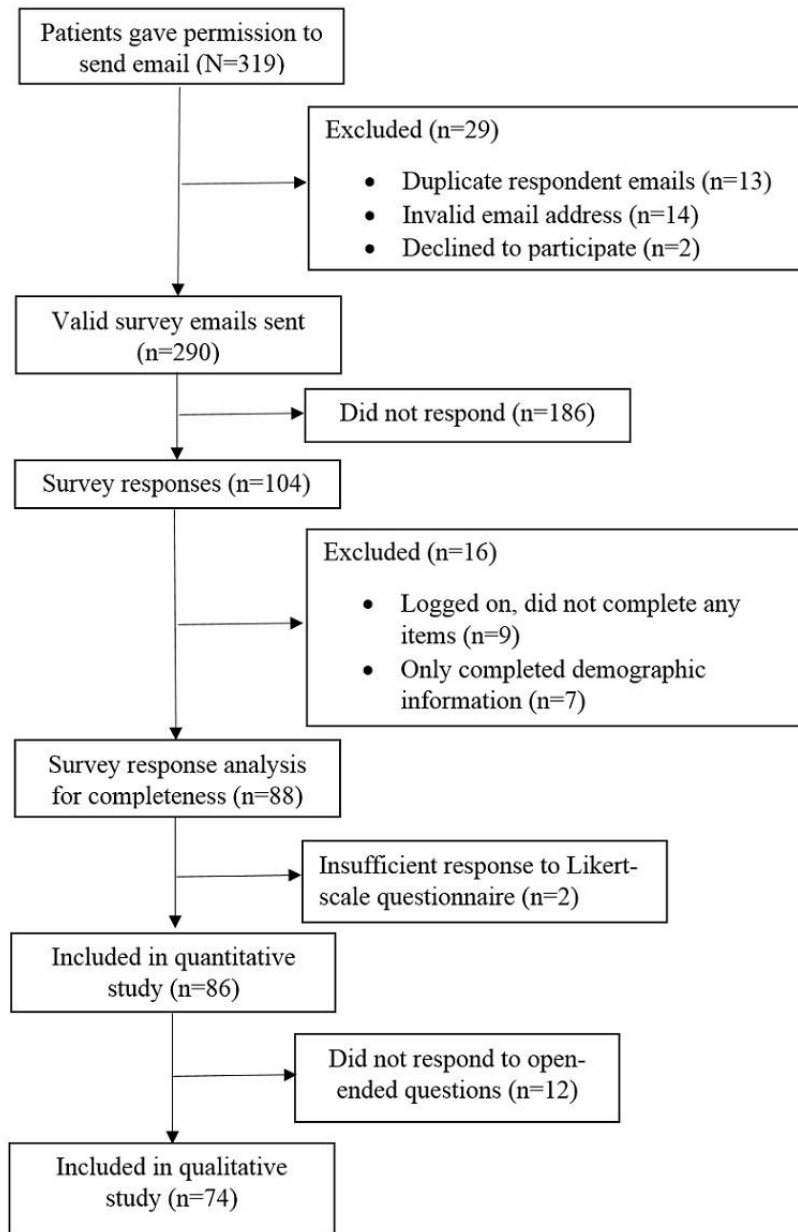 Patients gave permission to
send email (N=319)
Excluded (n=29)
• Duplicate respondent emails (n=13)
• Invalid email address (n=14)
• Declined to participate (n=2)
Valid survey emails sent
(n=290)
Did not respond (n=186)
Survey responses (n=104)
Excluded (n=16)
• Logged on, did not complete any
items (n=9)
• Only completed demographic
information (n=7)
Survey response analysis
for completeness (n=88)
Insufficient response to Likert-
scale questionnaire (n=2)
Included in quantitative
study (n=86)
Did not respond to open-
ended questions (n=12)
Included in qualitative
study (n=74)